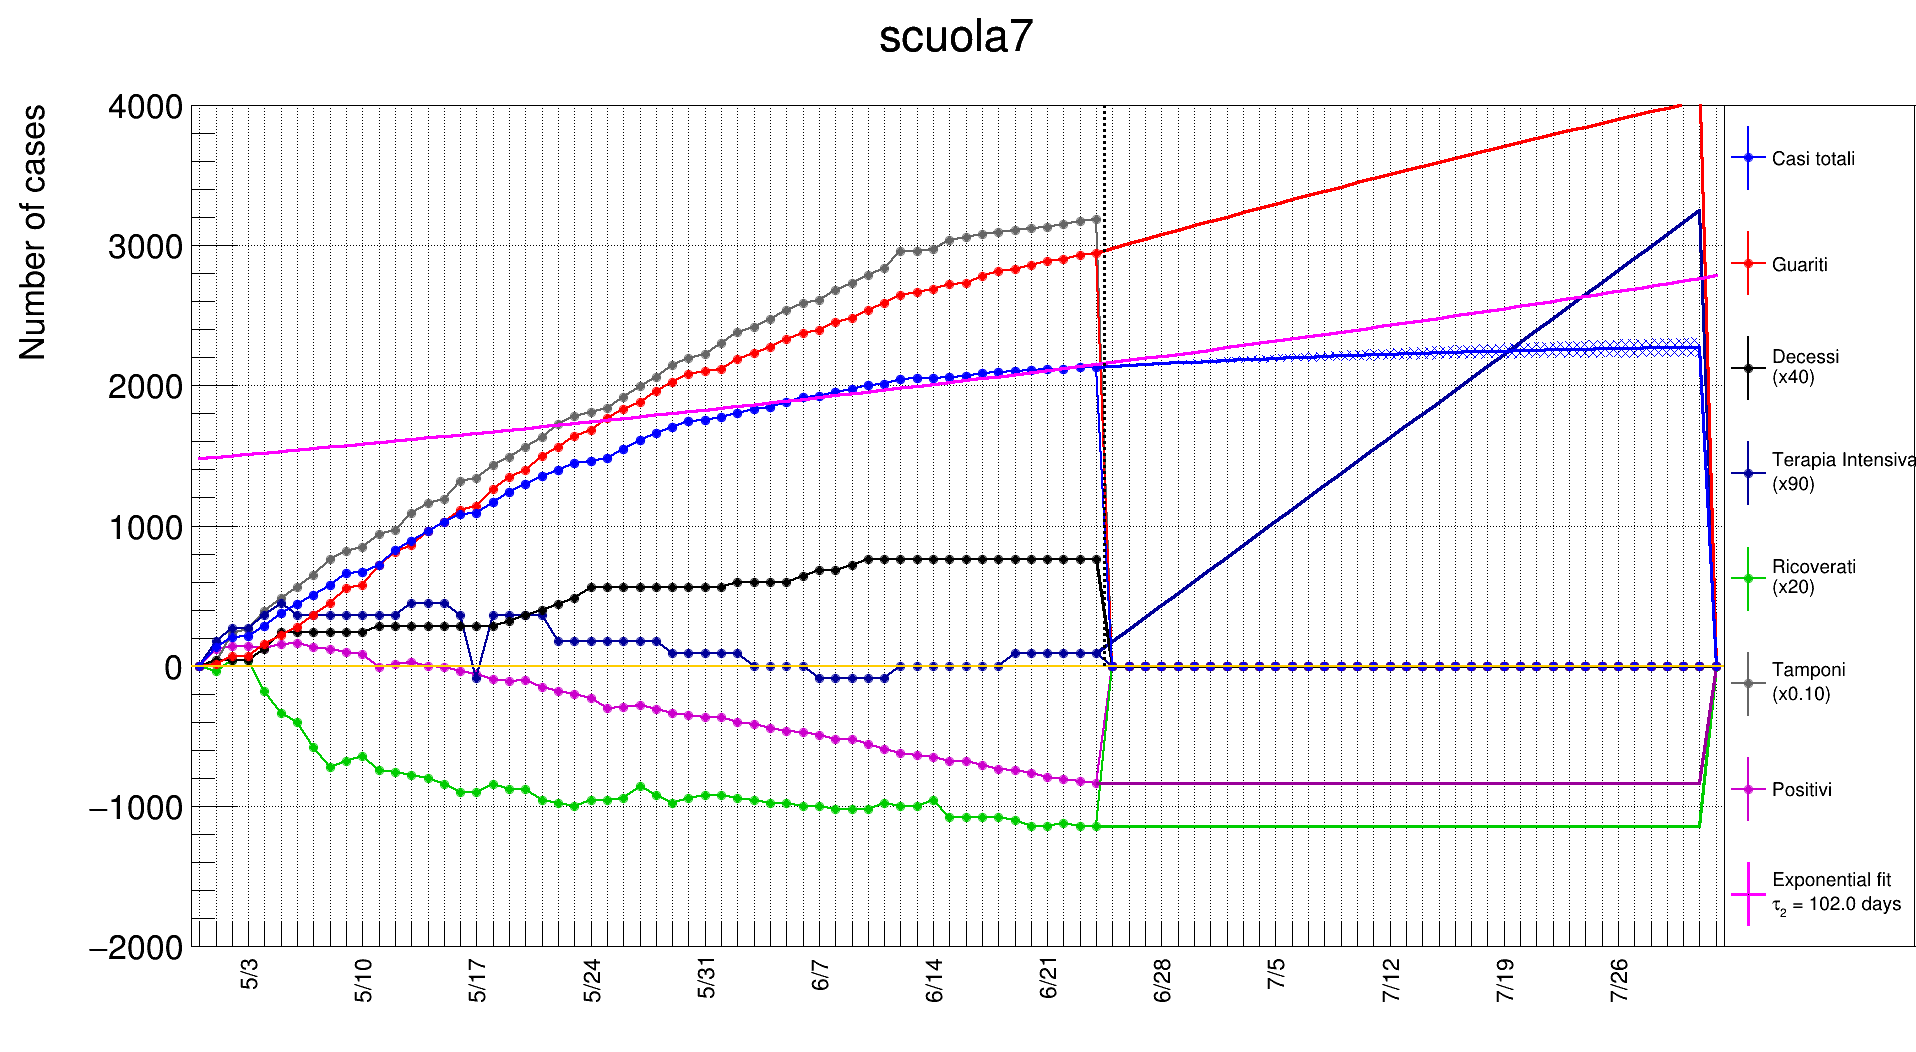 scuola7
Number of cases
4000
3000
2000
1000
0
−1000
−2000
5/3
5/10
5/17
5/24
5/31
6/7
6/14
6/21
6/28
7/5
7/12
7/19
7/26
Casi totali
Guariti
Decessi
(x40)
Terapia Intensiva
(x90)
Ricoverati
(x20)
Tamponi
(x0.10)
Positivi
Exponential fit
τ2 = 102.0 days